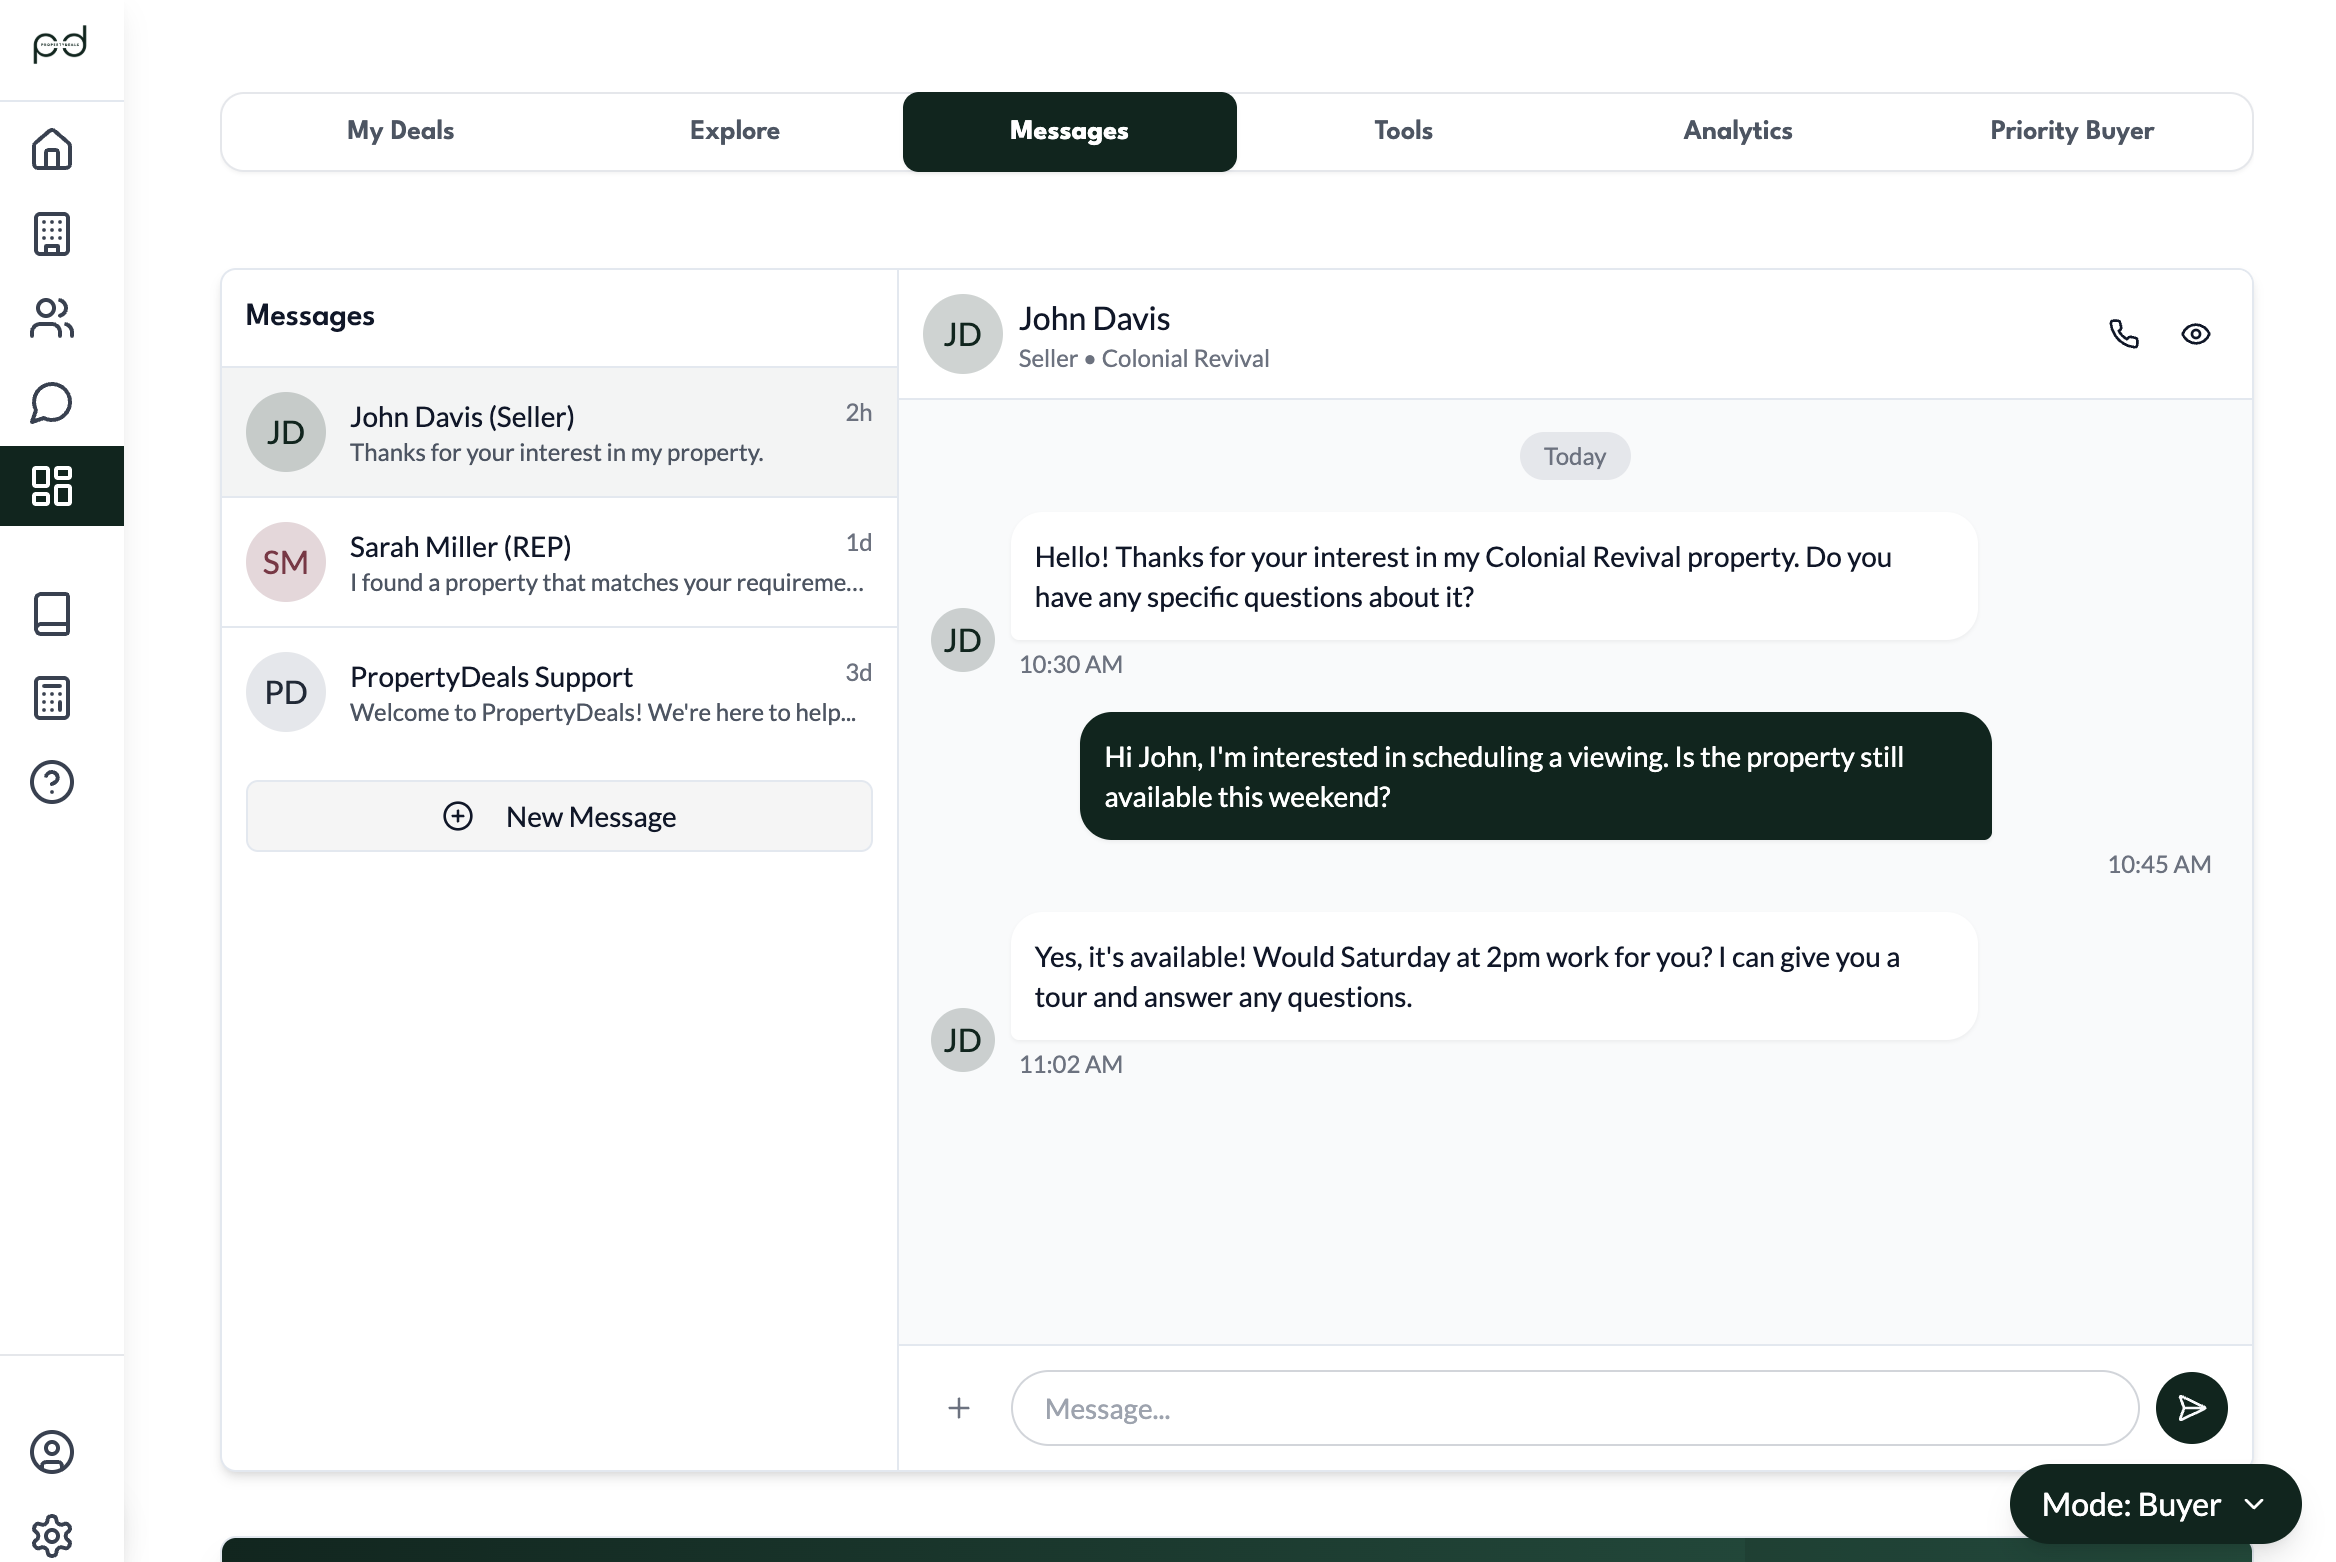 pd
PROPERTYDEALS
My Deals
Explore
Messages
Tools
Analytics
Priority Buyer
Messages
JD
John Davis (Seller)
2h
Thanks for your interest in my property.
SM
Sarah Miller (REP)
1d
I found a property that matches your requireme...
PD
PropertyDeals Support
3d
Welcome to PropertyDeals! We're here to help...
New Message
JD
John Davis
Seller • Colonial Revival
Today
Hello! Thanks for your interest in my Colonial Revival property. Do you
have any specific questions about it?
JD
10:30 AM
Hi John, I'm interested in scheduling a viewing. Is the property still
available this weekend?
10:45 AM
Yes, it's available! Would Saturday at 2pm work for you? I can give you a
tour and answer any questions.
JD
11:02 AM
Message...
Mode: Buyer